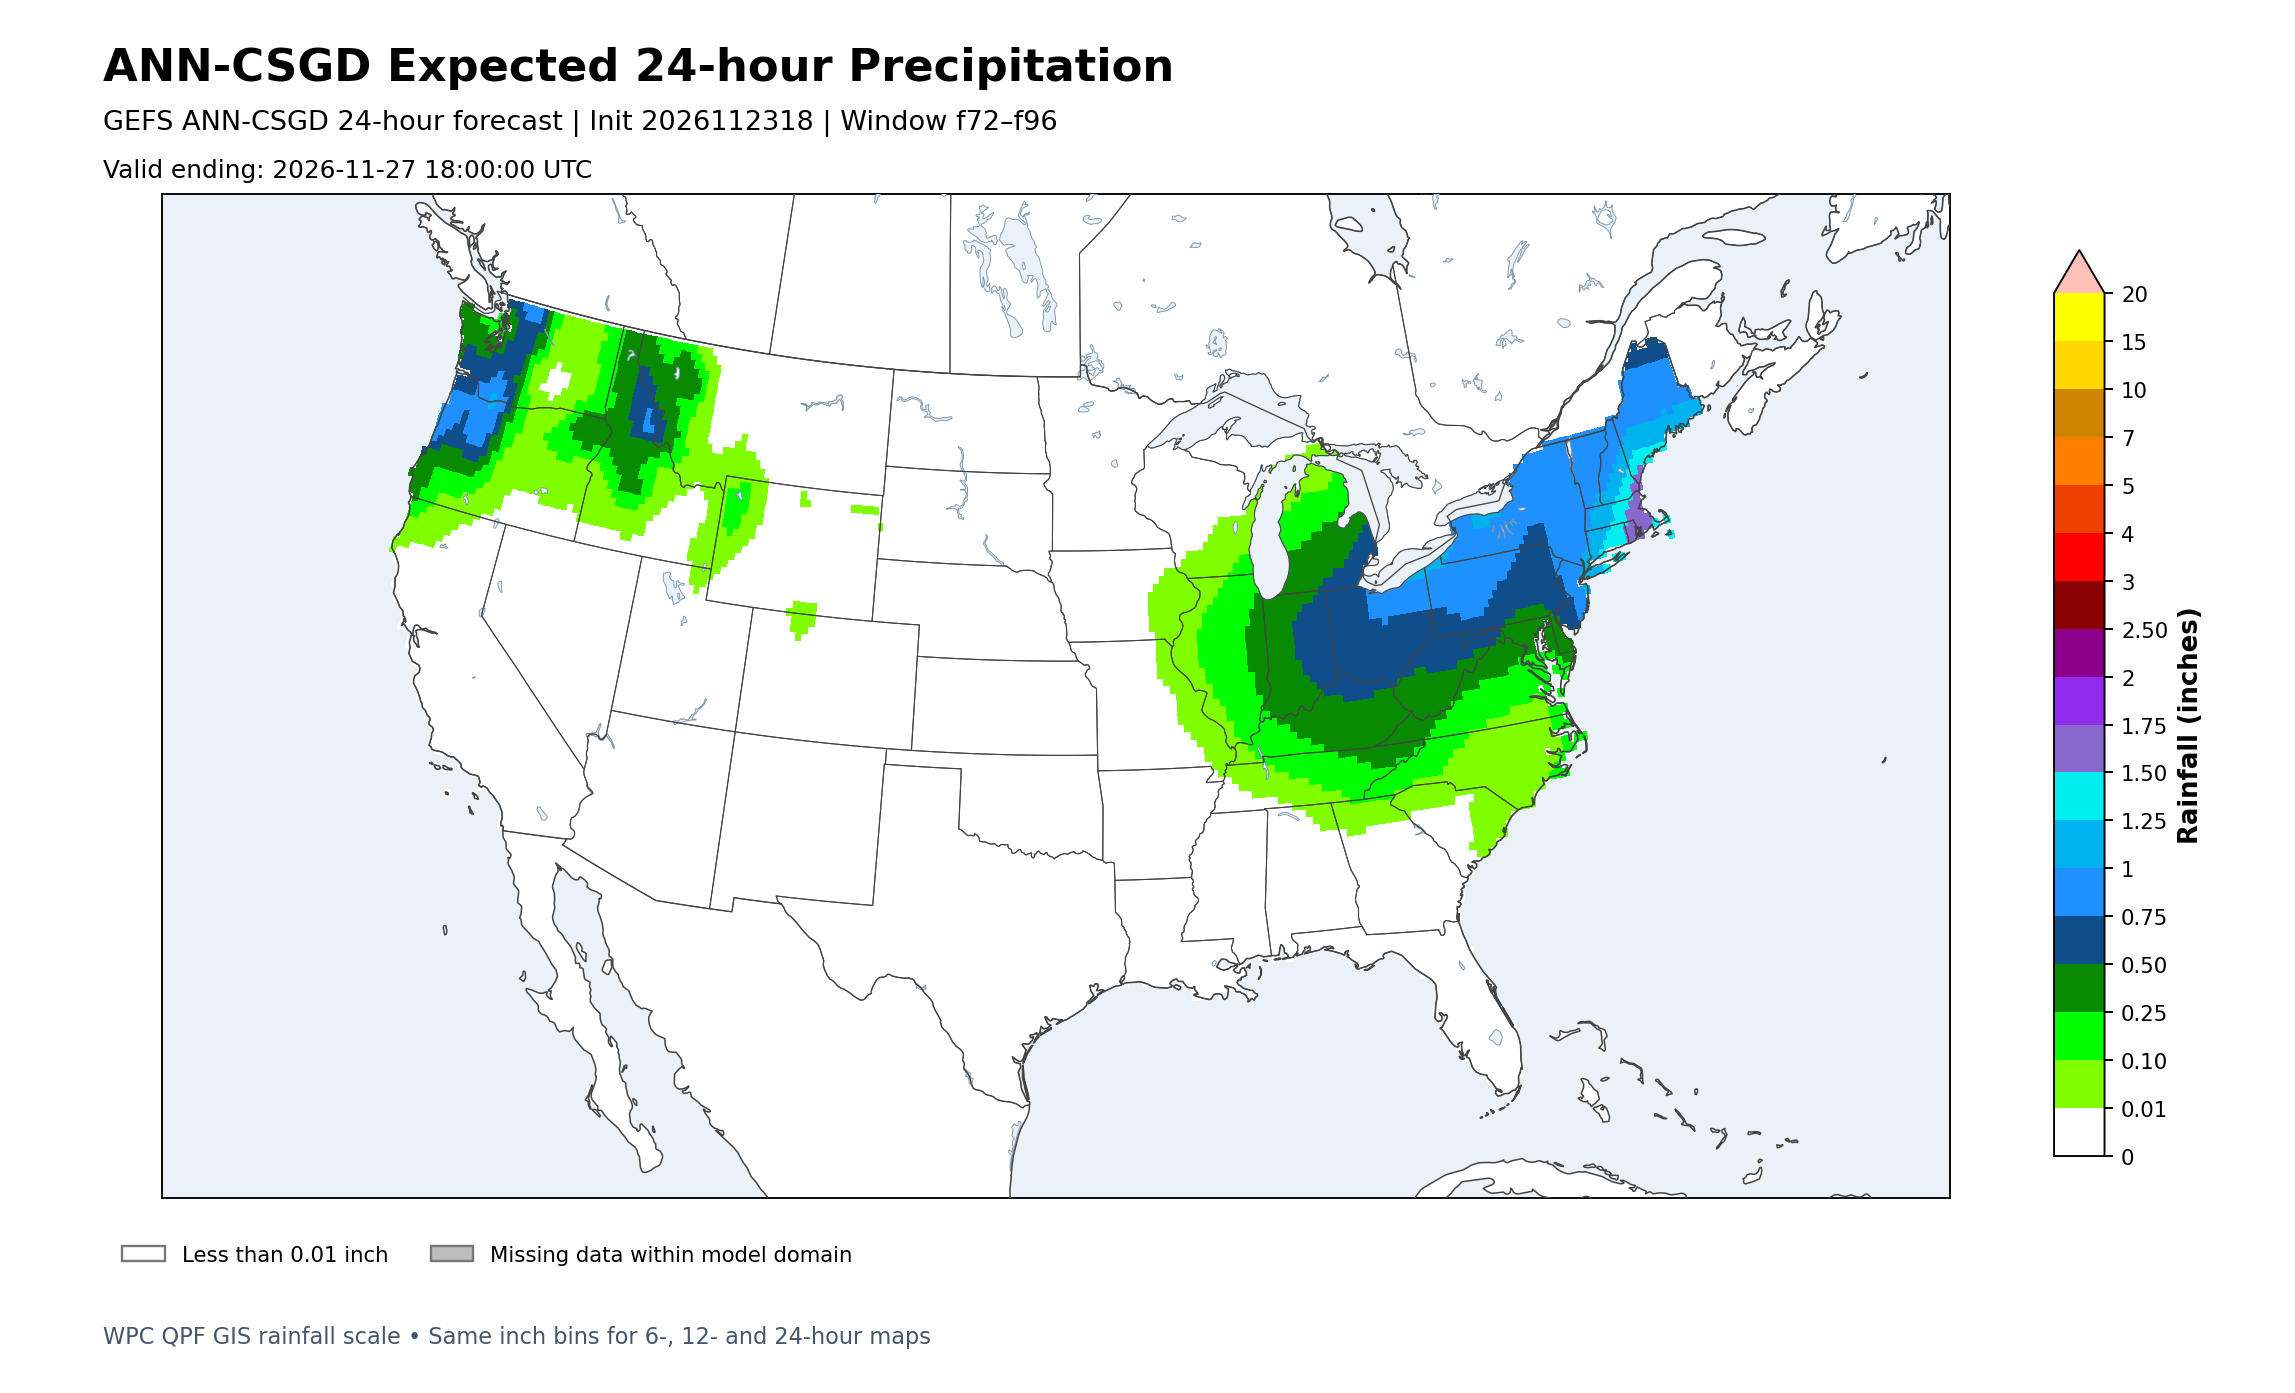 ANN-CSGD Expected 24-hour Precipitation
GEFS ANN-CSGD 24-hour forecast | Init 2026112318 | Window f72–f96
Valid ending: 2026-11-27 18:00:00 UTC
20
15
10
7
5
4
3
2.50
2
1.75
1.50
1.25
1
0.75
0.50
0.25
0.10
0.01
0
Rainfall (inches)
Less than 0.01 inch
Missing data within model domain
WPC QPF GIS rainfall scale • Same inch bins for 6-, 12- and 24-hour maps